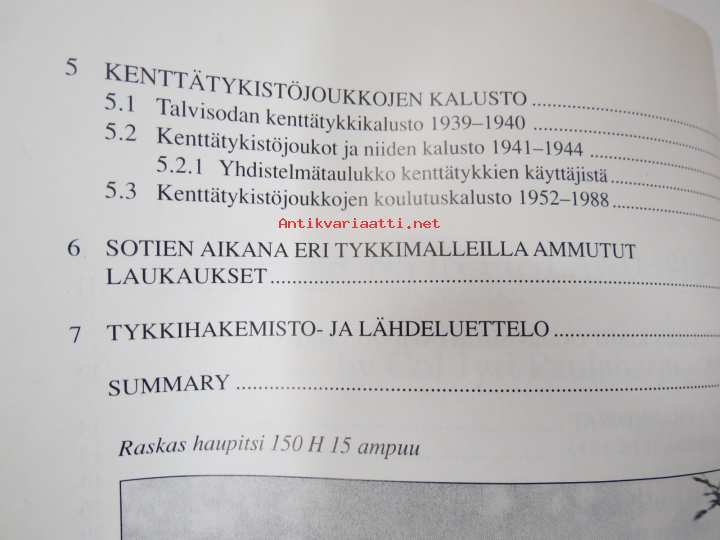 5 KENTTÄTYKISTÖJOUKKOJEN KALUSTO
5.1 Talvisodan kenttätykkikalusto 1939–1940
5.2 Kenttätykistöjoukot ja niiden kalusto 1941–1944
5.2.1 Yhdistelmätaulukko kenttätykkien käyttäjistä
5.3 Kenttätykistöjoukkojen koulutuskalusto 1952–1988
Antikvariaatti.net
6 SOTIEN AIKANA ERI TYKKIMALLEILLA AMMUTUT
LAUKAUKSET
7 TYKKIHAKEMISTO- JA LÄHDELUETTELO
SUMMARY
Raskas haupitsi 150 H 15 ampuu